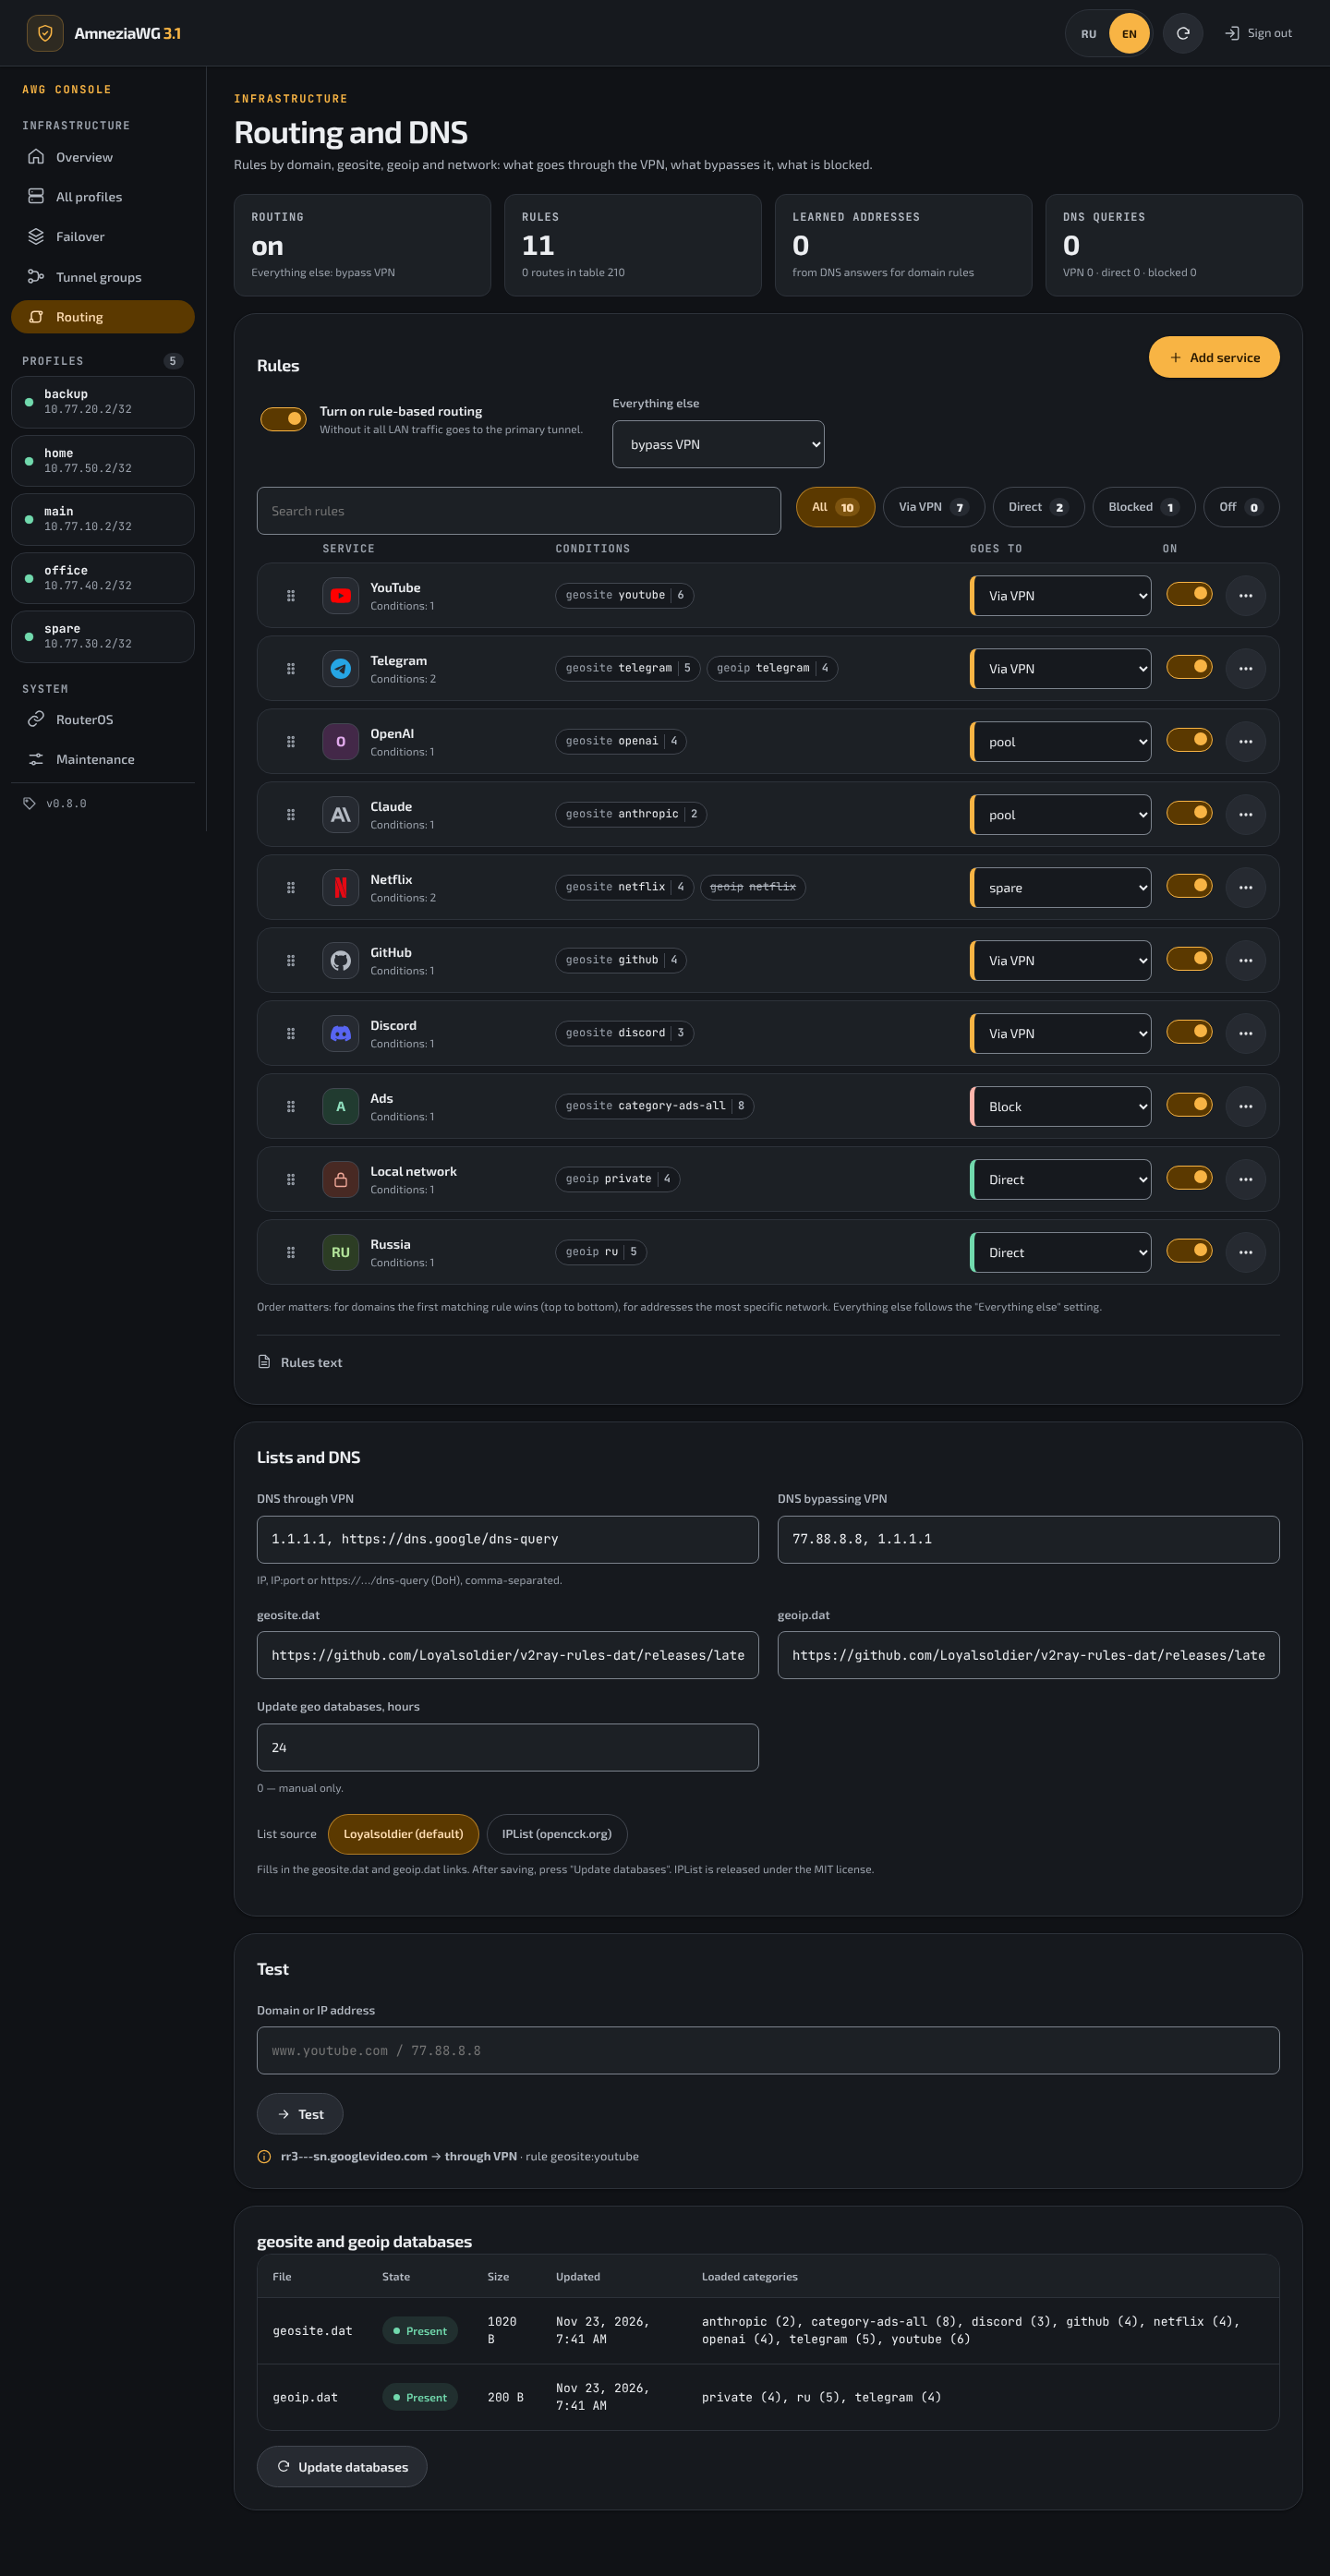 AmneziaWG 3.1
RU
EN
Sign out
AWG CONSOLE
INFRASTRUCTURE
Overview
All profiles
Failover
Tunnel groups
Routing
PROFILES
5
backup
10.77.20.2/32
home
10.77.50.2/32
main
10.77.10.2/32
office
10.77.40.2/32
spare
10.77.30.2/32
SYSTEM
RouterOS
Maintenance
v0.8.0
INFRASTRUCTURE
Routing and DNS
Rules by domain, geosite, geoip and network: what goes through the VPN, what bypasses it, what is blocked.
ROUTING
on
Everything else: bypass VPN
RULES
11
0 routes in table 210
LEARNED ADDRESSES
0
from DNS answers for domain rules
DNS QUERIES
0
VPN 0 · direct 0 · blocked 0
Rules
Add service
Turn on rule-based routing
Without it all LAN traffic goes to the primary tunnel.
Everything else
bypass VPN
Search rules
All 10
Via VPN 7
Direct 2
Blocked 1
Off 0
SERVICE CONDITIONS GOES TO ON
YouTube
Conditions: 1
geosite youtube 6
Via VPN
Telegram
Conditions: 2
geosite telegram 5
geoip telegram 4
Via VPN
O
OpenAI
Conditions: 1
geosite openai 4
pool
A\
Claude
Conditions: 1
geosite anthropic 2
pool
N
Netflix
Conditions: 2
geosite netflix 4
geoip netflix
spare
GitHub
Conditions: 1
geosite github 4
Via VPN
Discord
Conditions: 1
geosite discord 3
Via VPN
A
Ads
Conditions: 1
geosite category-ads-all 8
Block
Local network
Conditions: 1
geoip private 4
Direct
RU
Russia
Conditions: 1
geoip ru 5
Direct
Order matters: for domains the first matching rule wins (top to bottom), for addresses the most specific network. Everything else follows the "Everything else" setting.
Rules text
Lists and DNS
DNS through VPN
1.1.1.1, https://dns.google/dns-query
IP, IP:port or https://…/dns-query (DoH), comma-separated.
DNS bypassing VPN
77.88.8.8, 1.1.1.1
geosite.dat
https://github.com/Loyalsoldier/v2ray-rules-dat/releases/late
geoip.dat
https://github.com/Loyalsoldier/v2ray-rules-dat/releases/late
Update geo databases, hours
24
0 — manual only.
List source
Loyalsoldier (default)
IPList (opencck.org)
Fills in the geosite.dat and geoip.dat links. After saving, press "Update databases". IPList is released under the MIT license.
Test
Domain or IP address
www.youtube.com / 77.88.8.8
Test
rr3---sn.googlevideo.com → through VPN · rule geosite:youtube
geosite and geoip databases
File State Size Updated Loaded categories
geosite.dat
Present
1020
B
Nov 23, 2026,
7:41 AM
anthropic (2), category-ads-all (8), discord (3), github (4), netflix (4),
openai (4), telegram (5), youtube (6)
geoip.dat
Present
200 B
Nov 23, 2026,
7:41 AM
private (4), ru (5), telegram (4)
Update databases